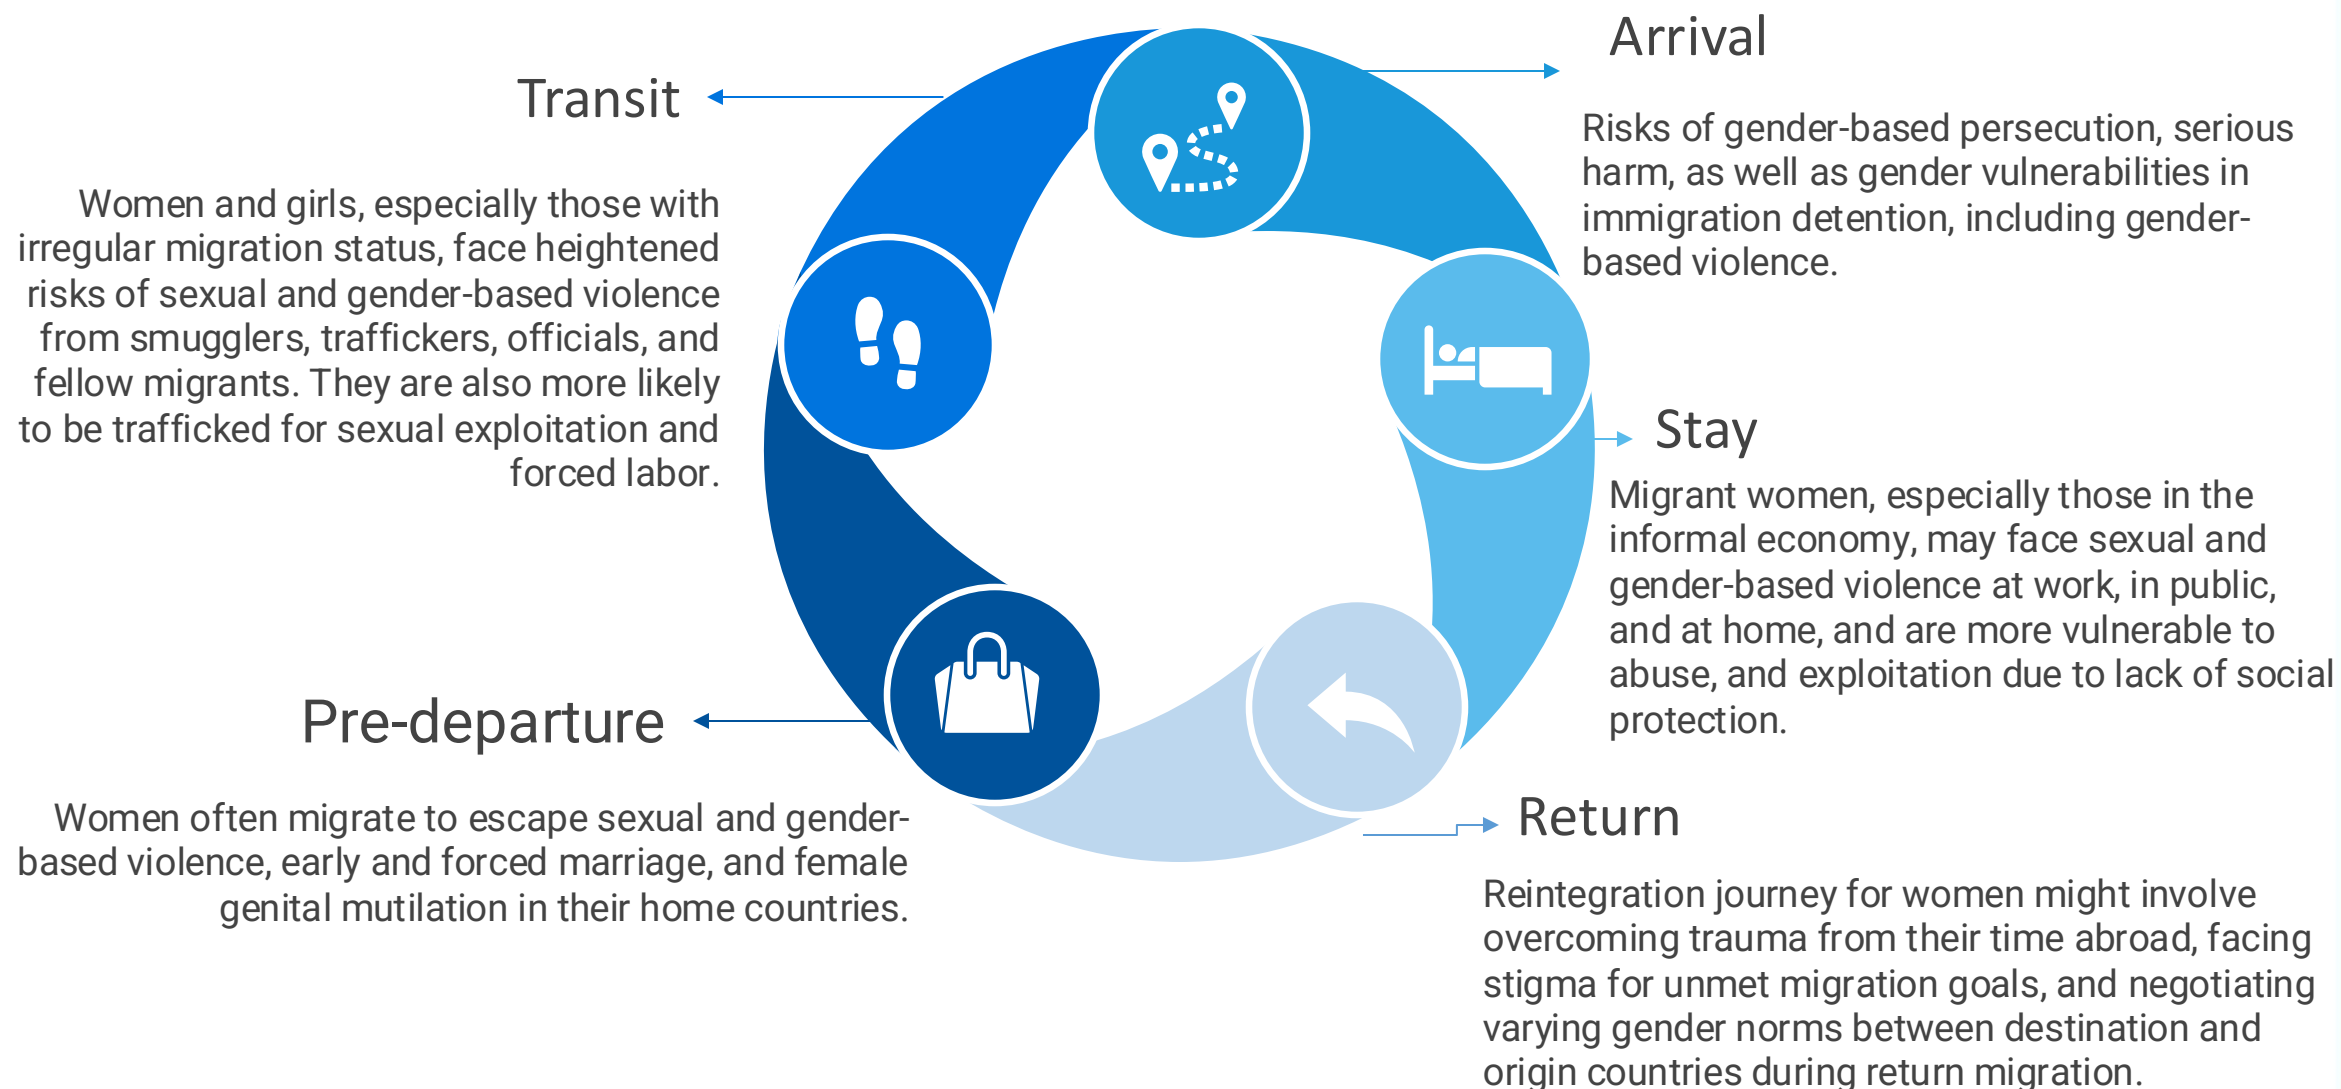 Transit
Women and girls, especially those with
irregular migration status, face heightened
risks of sexual and gender-based violence
from smugglers, traffickers, officials, and
fellow migrants. They are also more likely
to be trafficked for sexual exploitation and
forced labor.
Pre-departure
Women often migrate to escape sexual and gender-
based violence, early and forced marriage, and female
genital mutilation in their home countries.
Arrival
Risks of gender-based persecution, serious
harm, as well as gender vulnerabilities in
immigration detention, including gender-
based violence.
Stay
Migrant women, especially those in the
informal economy, may face sexual and
gender-based violence at work, in public,
and at home, and are more vulnerable to
abuse, and exploitation due to lack of social
protection.
Return
Reintegration journey for women might involve
overcoming trauma from their time abroad, facing
stigma for unmet migration goals, and negotiating
varying gender norms between destination and
origin countries during return migration.